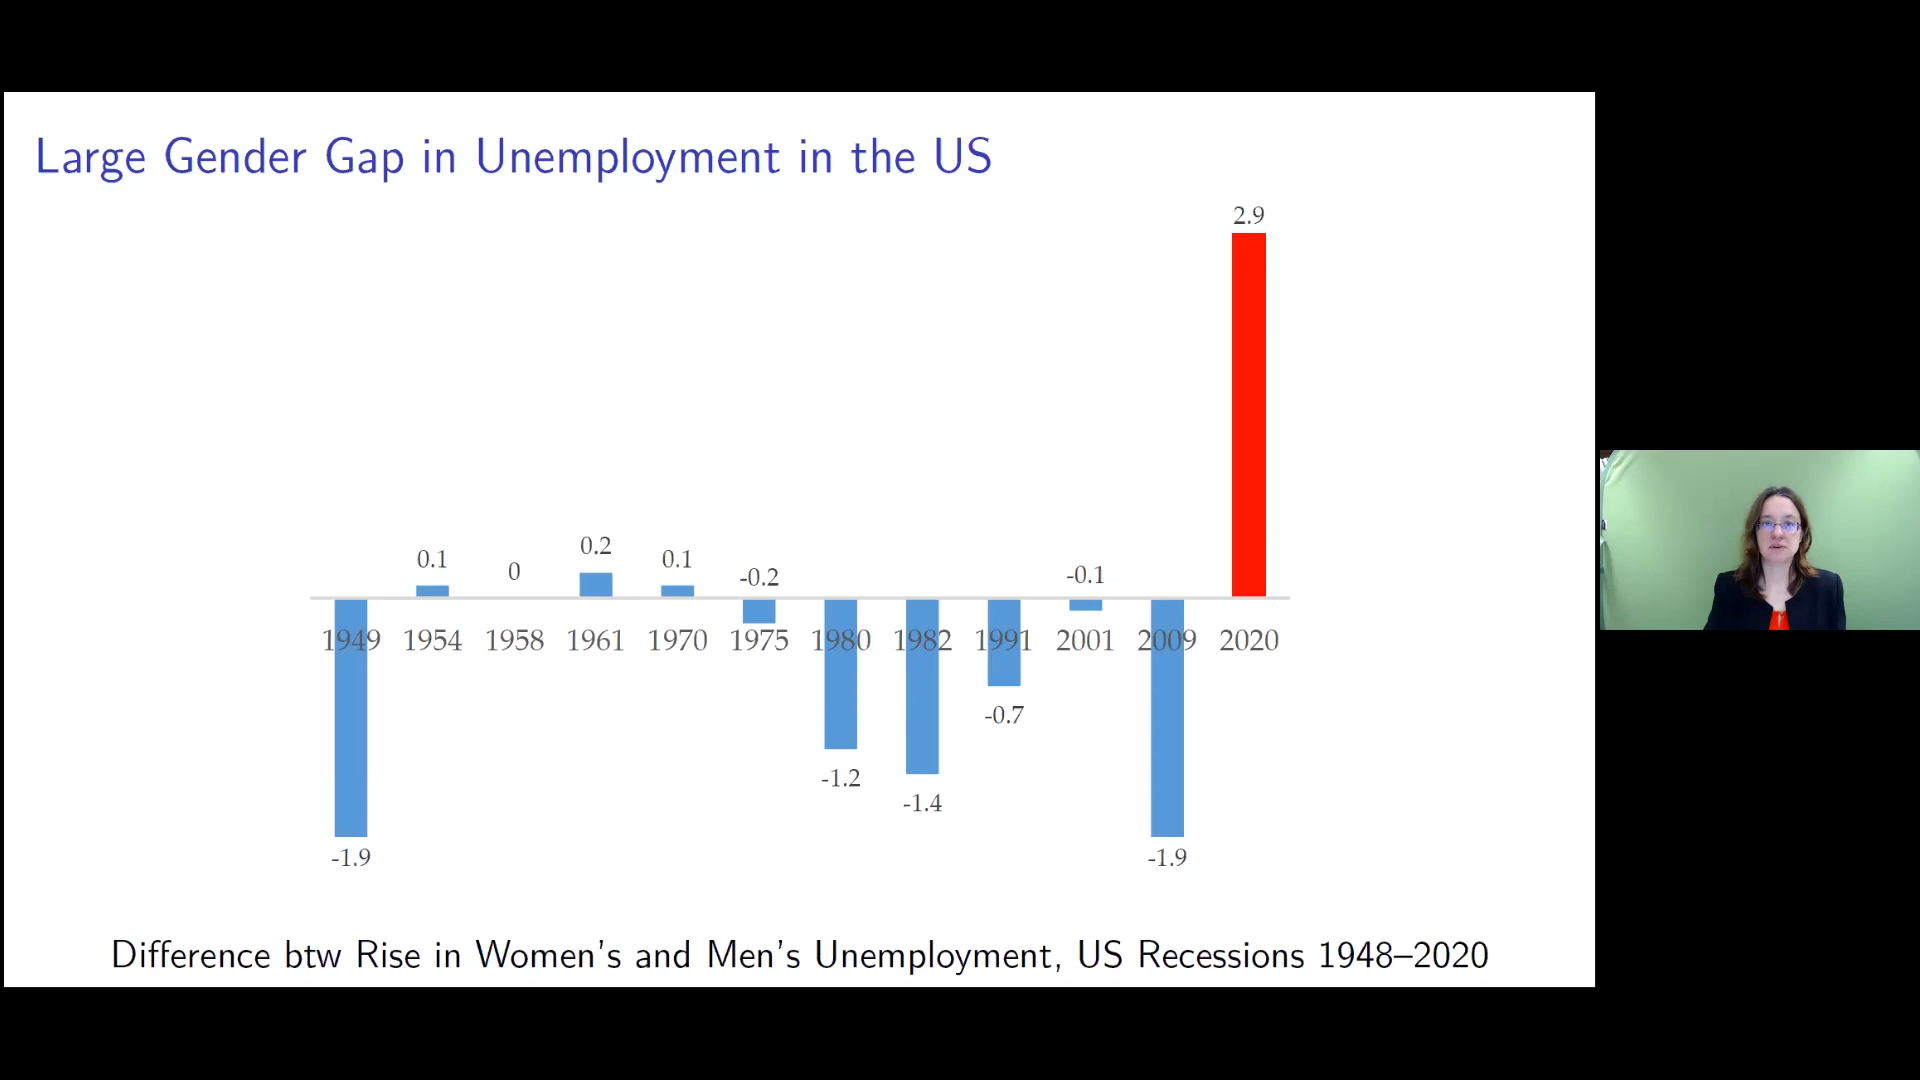 Large Gender Gap in Unemployment in the US
2.9
0.1 0 0.2 0.1 -0.2 -0.1
1949 1954 1958 1961 1970 1975 1980 1982 1991 2001 2009 2020
-0.7
-1.2
-1.4
-1.9 -1.9
Difference btw Rise in Women's and Men's Unemployment, US Recessions 1948–2020